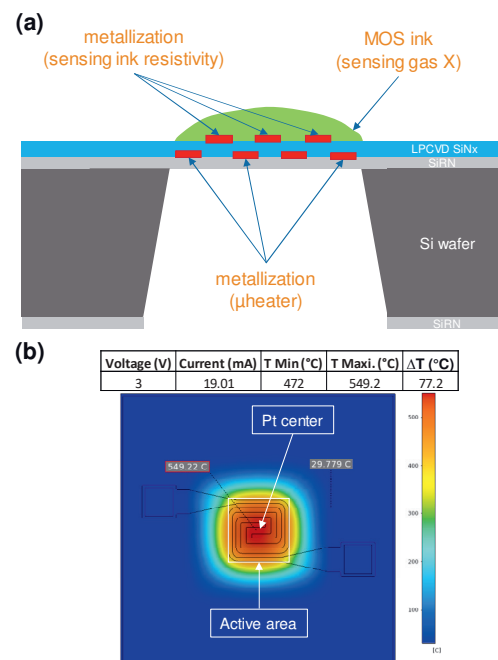 (a)
metallization
(sensing ink resistivity)
MOS ink
(sensing gas X)
LPCVD SiNx
SiRN
Si wafer
metallization
(µheater)
SiRN
(b)
Voltage (V) Current (mA) T Min (°C) T Maxi. (°C) ΔT (°C)
3 19.01 472 549.2 77.2
Pt center
549.22 C
29.779 C
Active area
500
400
300
200
100
[C]